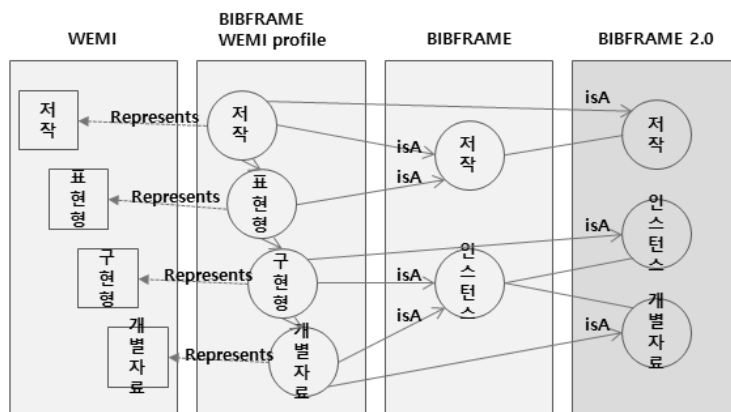 WEMI
BIBFRAME
WEMI profile
BIBFRAME
BIBFRAME 2.0
저
작
Represents
저
작
isA
저
작
isA
저
작
표
현
형
Represents
표
현
형
isA
구
현
형
Represents
구
현
형
isA
인
스
턴
스
isA
인
스
턴
스
개
별
자
료
Represents
개
별
자
료
isA
isA
개
별
자
료